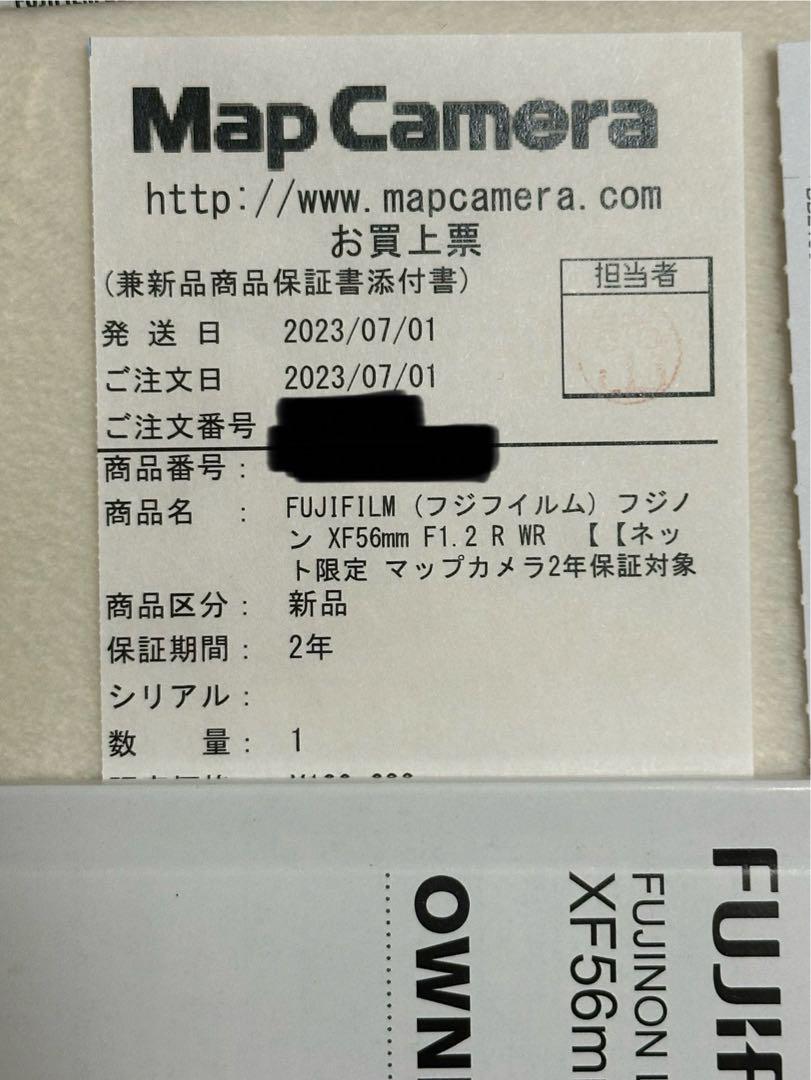 Map Camera
http://www.mapcamera.com
お買上票
(兼新品商品保証書添付書)
担当者
発送日 2023/07/01
ご注文日 2023/07/01
ご注文番号
商品番号:
商品名 : FUJIFILM (フジフイルム) フジノ
ン XF56mm F1.2 R WR 【【ネッ
ト限定 マップカメラ2年保証対象
商品区分: 新品
保証期間: 2年
シリアル:
数 量: 1
FUJIF
FUJINON
XF56m
OWN